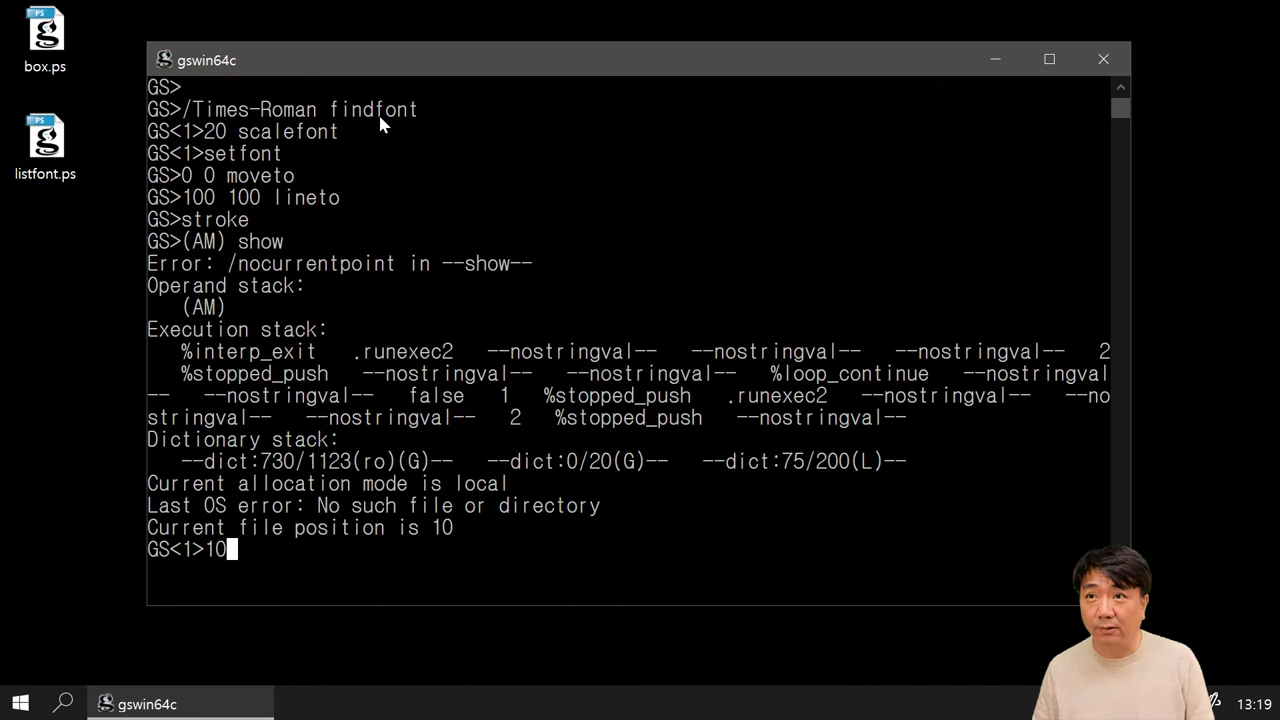 PS
box.ps
PS
listfont.ps
gswin64c
GS>
GS>/Times-Roman findfont
GS<1>20 scalefont
GS<1>setfont
GS>0 0 moveto
GS>100 100 lineto
GS>stroke
GS>(AM) show
Error: /nocurrentpoint in --show--
Operand stack:
(AM)
Execution stack:
%interp_exit .runexec2 --nostringval-- --nostringval-- --nostringval-- 2
%stopped_push --nostringval-- --nostringval-- %loop_continue --nostringval
-- --nostringval-- false 1 %stopped_push .runexec2 --nostringval-- --no
stringval-- --nostringval-- 2 %stopped_push --nostringval--
Dictionary stack:
--dict:730/1123(ro)(G)-- --dict:0/20(G)-- --dict:75/200(L)--
Current allocation mode is local
Last OS error: No such file or directory
Current file position is 10
GS<1>10
gswin64c
13:19